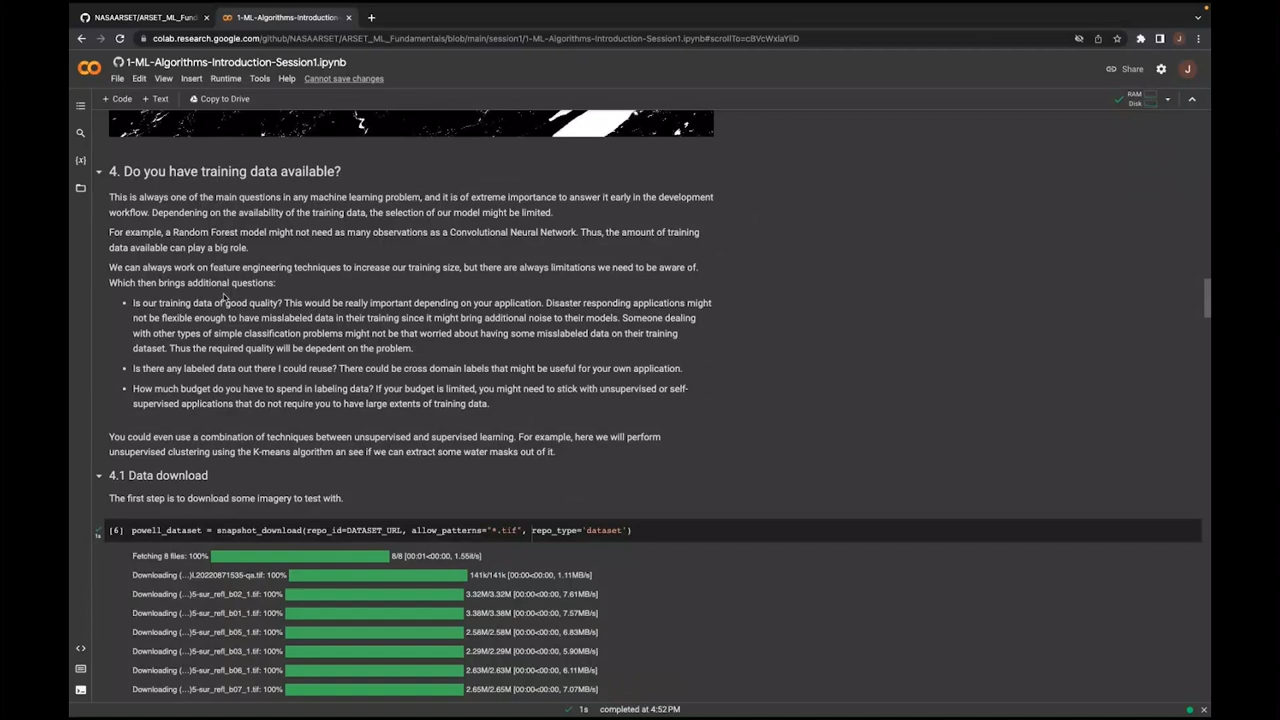 NASAARSET/ARSET_ML_Fund
1-ML-Algorithms-Introduction-
colab.research.google.com/github/NASAARSET/ARSET_ML_Fundamentals/blob/main/session1/1-ML-Algorithms-Introduction-Session1.ipynb#scrollTo=cBVcWxlaYiiD
1-ML-Algorithms-Introduction-Session1.ipynb
File Edit View Insert Runtime Tools Help Cannot save changes
Share
J
+ Code + Text Copy to Drive
RAM
Disk
4. Do you have training data available?
This is always one of the main questions in any machine learning problem, and it is of extreme importance to answer it early in the development
workflow. Dependening on the availability of the training data, the selection of our model might be limited.
For example, a Random Forest model might not need as many observations as a Convolutional Neural Network. Thus, the amount of training
data available can play a big role.
We can always work on feature engineering techniques to increase our training size, but there are always limitations we need to be aware of.
Which then brings additional questions:
• Is our training data of good quality? This would be really important depending on your application. Disaster responding applications might
not be flexible enough to have misslabeled data in their training since it might bring additional noise to their models. Someone dealing
with other types of simple classification problems might not be that worried about having some misslabeled data on their training
dataset. Thus the required quality will be depedent on the problem.
• Is there any labeled data out there I could reuse? There could be cross domain labels that might be useful for your own application.
• How much budget do you have to spend in labeling data? If your budget is limited, you might need to stick with unsupervised or self-
supervised applications that do not require you to have large extents of training data.
You could even use a combination of techniques between unsupervised and supervised learning. For example, here we will perform
unsupervised clustering using the K-means algorithm an see if we can extract some water masks out of it.
4.1 Data download
The first step is to download some imagery to test with.
[6] powell_dataset = snapshot_download(repo_id=DATASET_URL, allow_patterns="*.tif", repo_type='dataset')
1s
Fetching 8 files: 100% 8/8 [00:01<00:00, 1.55it/s]
Downloading (…)l.20220871535-qa.tif: 100% 141k/141k [00:00<00:00, 1.11MB/s]
Downloading (…)5-sur_refl_b02_1.tif: 100% 3.32M/3.32M [00:00<00:00, 7.61MB/s]
Downloading (…)5-sur_refl_b01_1.tif: 100% 3.38M/3.38M [00:00<00:00, 7.57MB/s]
Downloading (…)5-sur_refl_b05_1.tif: 100% 2.58M/2.58M [00:00<00:00, 6.83MB/s]
Downloading (…)5-sur_refl_b03_1.tif: 100% 2.29M/2.29M [00:00<00:00, 5.90MB/s]
Downloading (…)5-sur_refl_b06_1.tif: 100% 2.63M/2.63M [00:00<00:00, 6.11MB/s]
Downloading (…)5-sur_refl_b07_1.tif: 100% 2.65M/2.65M [00:00<00:00, 7.07MB/s]
1s completed at 4:52PM